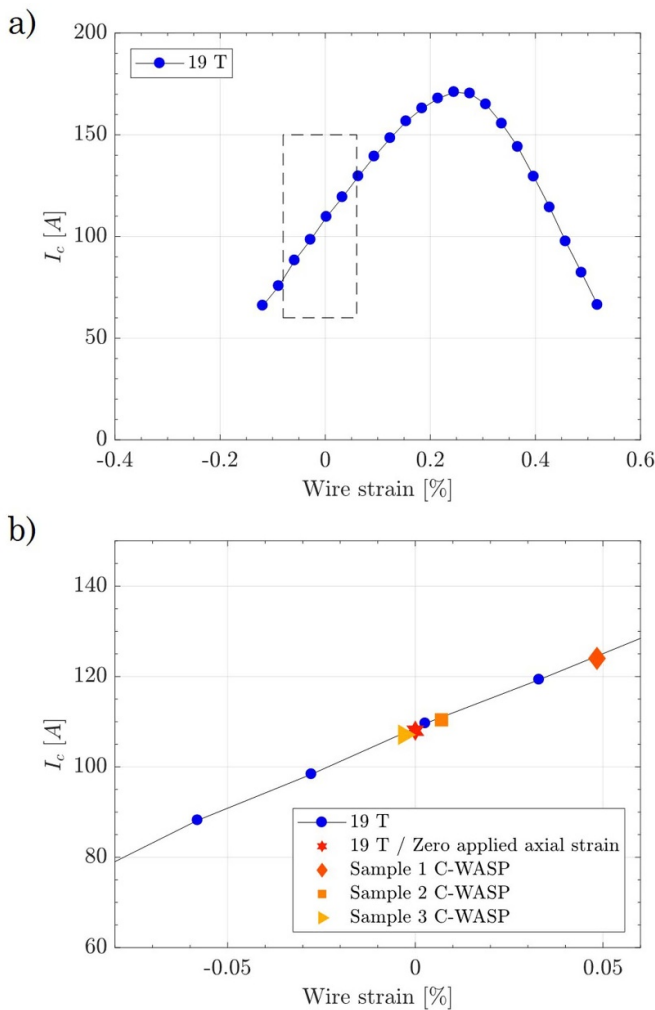 a)
200
19 T
150
I_c [A]
100
50
0
-0.4 -0.2 0 0.2 0.4 0.6
Wire strain [%]
b)
140
120
I_c [A]
100
80
60
19 T
19 T / Zero applied axial strain
Sample 1 C-WASP
Sample 2 C-WASP
Sample 3 C-WASP
-0.05 0 0.05
Wire strain [%]